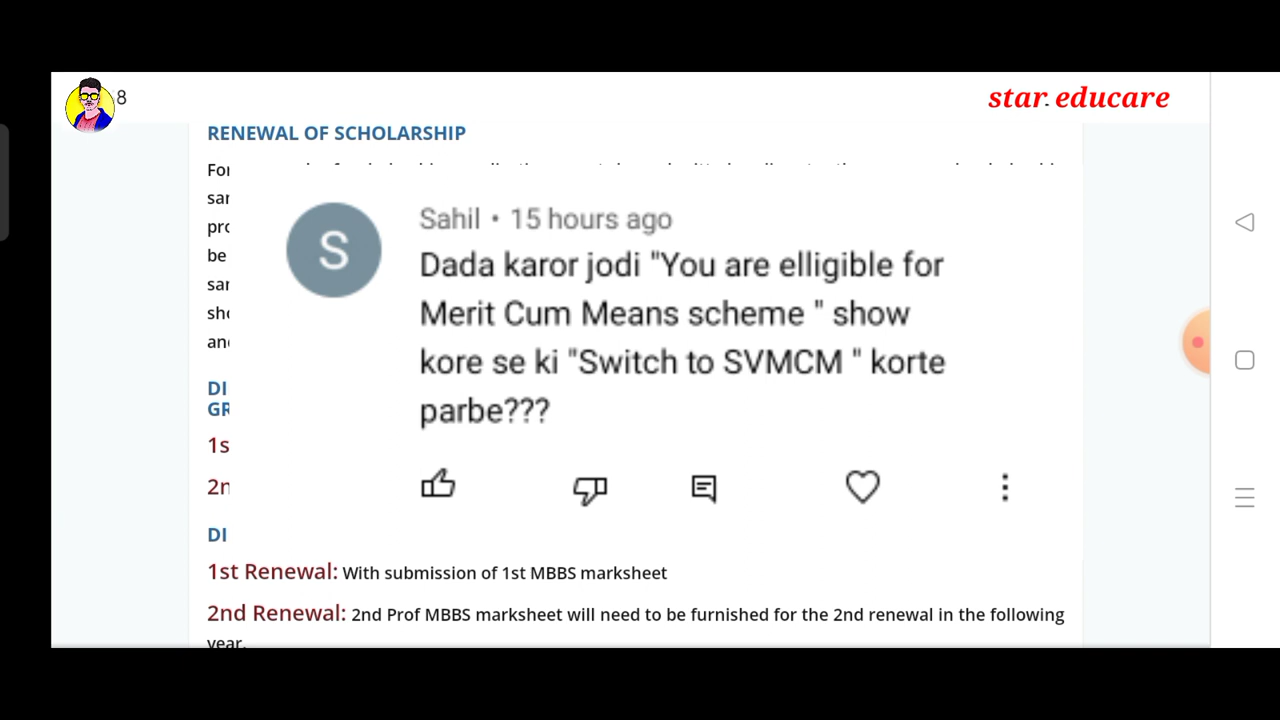 8
star educare
RENEWAL OF SCHOLARSHIP
For
sar
pro
be
sar
sho
and
S
Sahil • 15 hours ago
Dada karor jodi "You are elligible for
Merit Cum Means scheme " show
kore se ki "Switch to SVMCM " korte
parbe???
DI
GR
1s
2n
DI
1st Renewal: With submission of 1st MBBS marksheet
2nd Renewal: 2nd Prof MBBS marksheet will need to be furnished for the 2nd renewal in the following
year.